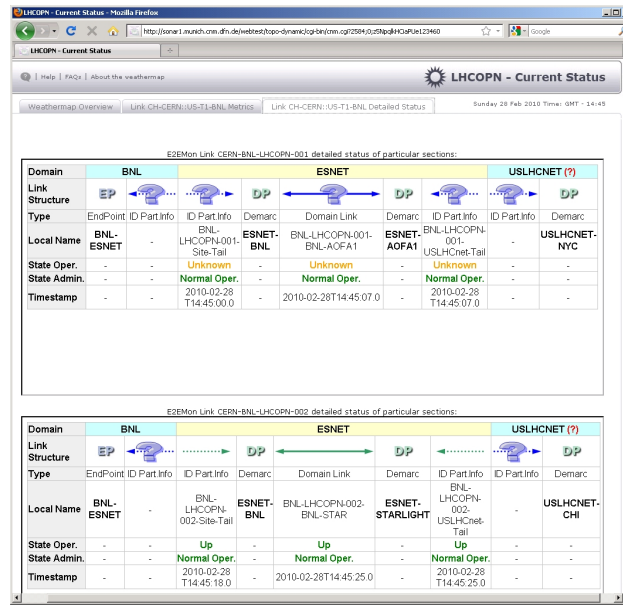 LHCOPN - Current Status - Mozilla Firefox
http://sonar1.munich.cnm.dfn.de/webtest/topo-dynamic/cgi-bin/cnm.cgi?2584;0;z5NpqlkHCiaPUe123460
Google
LHCOPN - Current Status
Help | FAQs | About the weathermap
LHCOPN - Current Status
Weathermap Overview
Link CH-CERN::US-T1-BNL Metrics
Link CH-CERN::US-T1-BNL Detailed Status
Sunday 28 Feb 2010 Time: GMT - 14:45
E2EMon Link CERN-BNL-LHCOPN-001 detailed status of particular sections:
Domain BNL ESNET USLHCNET (?)
Link Structure EP ? ? DP ? DP ? ? DP
Type EndPoint ID Part.Info ID Part.Info Demarc Domain Link Demarc ID Part.Info ID Part.Info Demarc
Local Name BNL-ESNET - BNL-LHCOPN-001-Site-Tail ESNET-BNL BNL-LHCOPN-001-BNL-AOFA1 ESNET-AOFA1 BNL-LHCOPN-001-USLHCnet-Tail - USLHCNET-NYC
State Oper. - - Unknown - Unknown - Unknown - -
State Admin. - - Normal Oper. - Normal Oper. - Normal Oper. - -
Timestamp - - 2010-02-28T14:45:00.0 - 2010-02-28T14:45:07.0 - 2010-02-28T14:45:07.0 - -
E2EMon Link CERN-BNL-LHCOPN-002 detailed status of particular sections:
Domain BNL ESNET USLHCNET (?)
Link Structure EP ? DP DP ? DP
Type EndPoint ID Part.Info ID Part.Info Demarc Domain Link Demarc ID Part.Info ID Part.Info Demarc
Local Name BNL-ESNET - BNL-LHCOPN-002-Site-Tail ESNET-BNL BNL-LHCOPN-002-BNL-STAR ESNET-STARLIGHT BNL-LHCOPN-002-USLHCnet-Tail - USLHCNET-CHI
State Oper. - - Up - Up - Up - -
State Admin. - - Normal Oper. - Normal Oper. - Normal Oper. - -
Timestamp - - 2010-02-28T14:45:18.0 - 2010-02-28T14:45:25.0 - 2010-02-28T14:45:25.0 - -